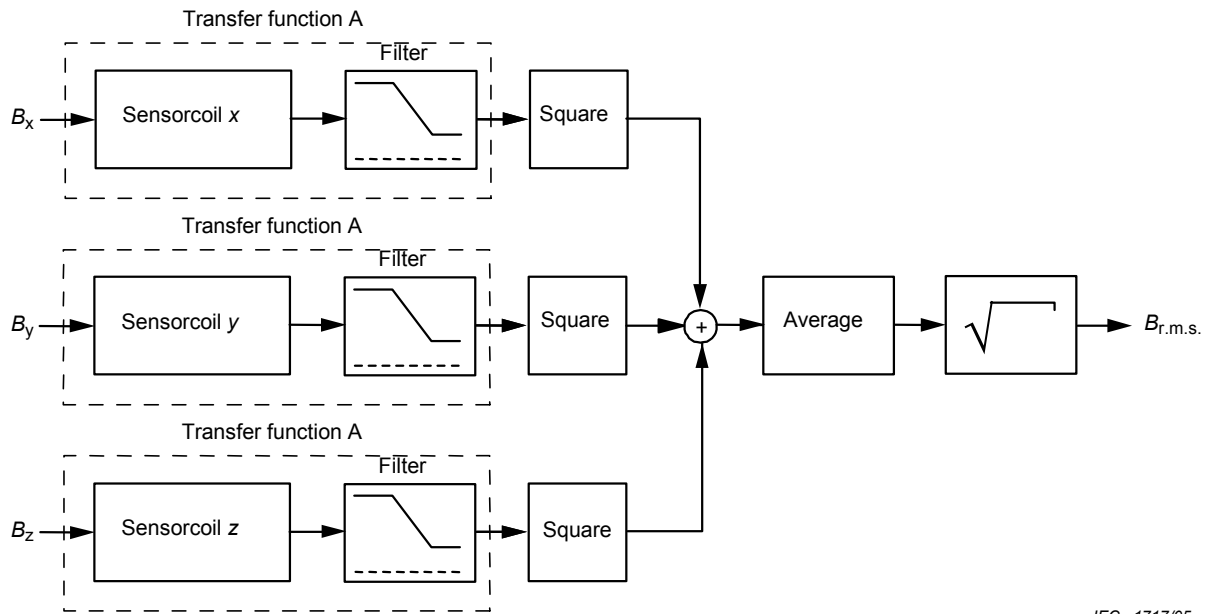 Transfer function A
Filter
Bx
Sensorcoil x
Square
Transfer function A
Filter
By
Sensorcoil y
Square
+
Average
Br.m.s.
Transfer function A
Filter
Bz
Sensorcoil z
Square